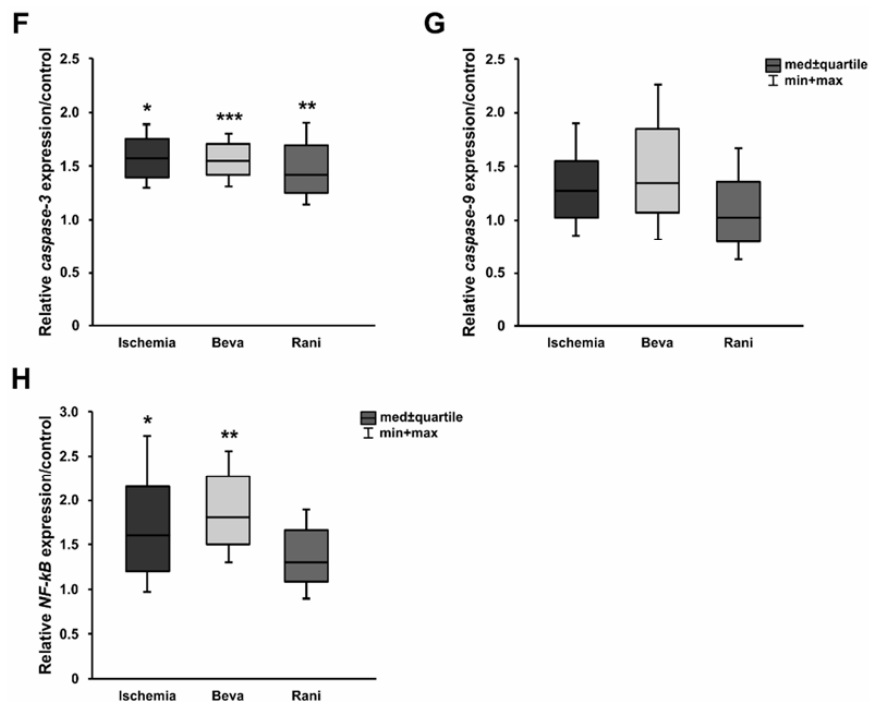 F
Relative caspase-3 expression/control
2.5
2.0
1.5
1.0
0.5
0
*
***
**
Ischemia Beva Rani
G
Relative caspase-9 expression/control
2.5
2.0
1.5
1.0
0.5
0
med±quartile
min+max
Ischemia Beva Rani
H
Relative NF-kB expression/control
3.0
2.5
2.0
1.5
1.0
0.5
0
*
**
med±quartile
min+max
Ischemia Beva Rani